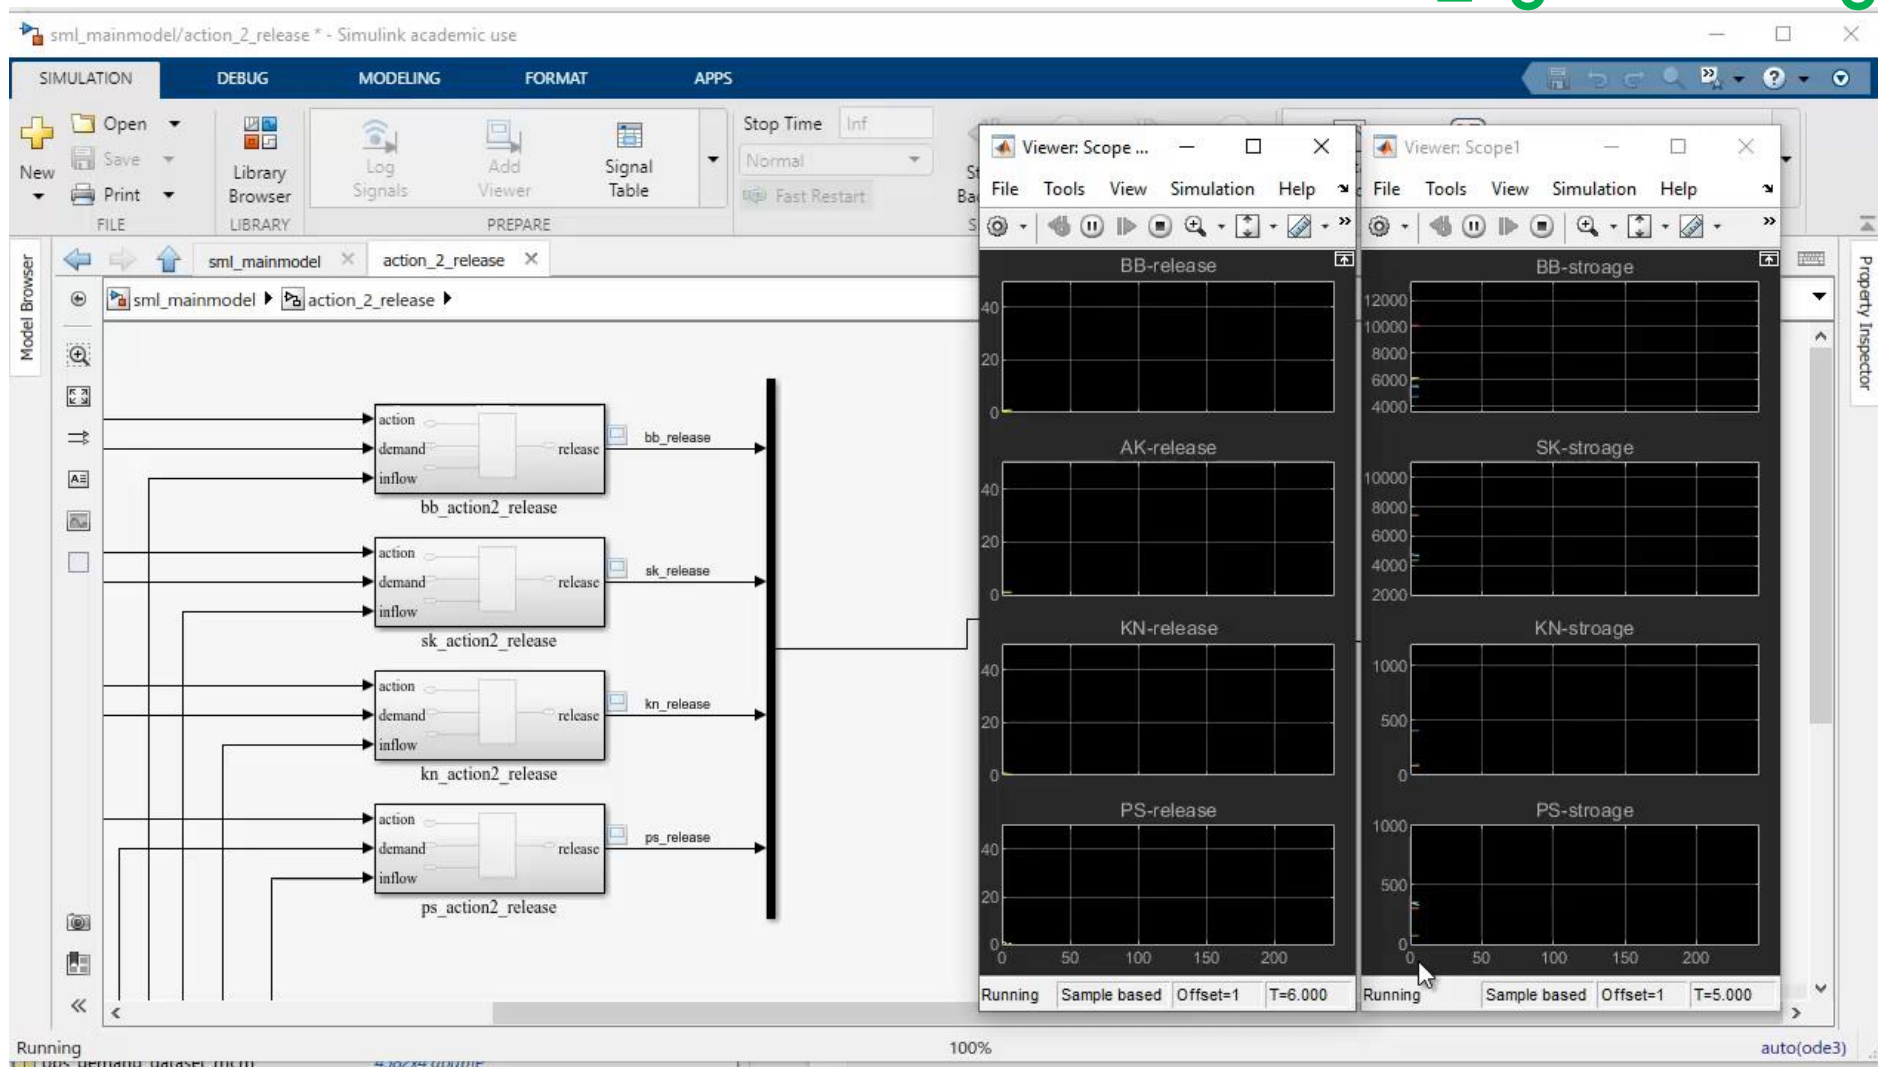 sml_mainmodel/action_2_release * - Simulink academic use
SIMULATION DEBUG MODELING FORMAT APPS
New
Open
Save
Print
FILE
Library
Browser
LIBRARY
Log
Signals
Add
Viewer
Signal
Table
PREPARE
Stop Time Inf
Normal
Fast Restart
Model Browser
sml_mainmodel action_2_release
sml_mainmodel action_2_release
action
demand
inflow
release
bb_release
bb_action2_release
action
demand
inflow
release
sk_release
sk_action2_release
action
demand
inflow
release
kn_release
kn_action2_release
action
demand
inflow
release
ps_release
ps_action2_release
Viewer: Scope ...
File Tools View Simulation Help
BB-release
40
20
0
AK-release
40
20
0
KN-release
40
20
0
PS-release
40
20
0
0 50 100 150 200
Running Sample based Offset=1 T=6.000
Viewer: Scope1
File Tools View Simulation Help
BB-stroage
12000
10000
8000
6000
4000
SK-stroage
10000
8000
6000
4000
2000
KN-stroage
1000
500
0
PS-stroage
1000
500
0
0 50 100 150 200
Running Sample based Offset=1 T=5.000
Property Inspector
Running 100% auto(ode3)